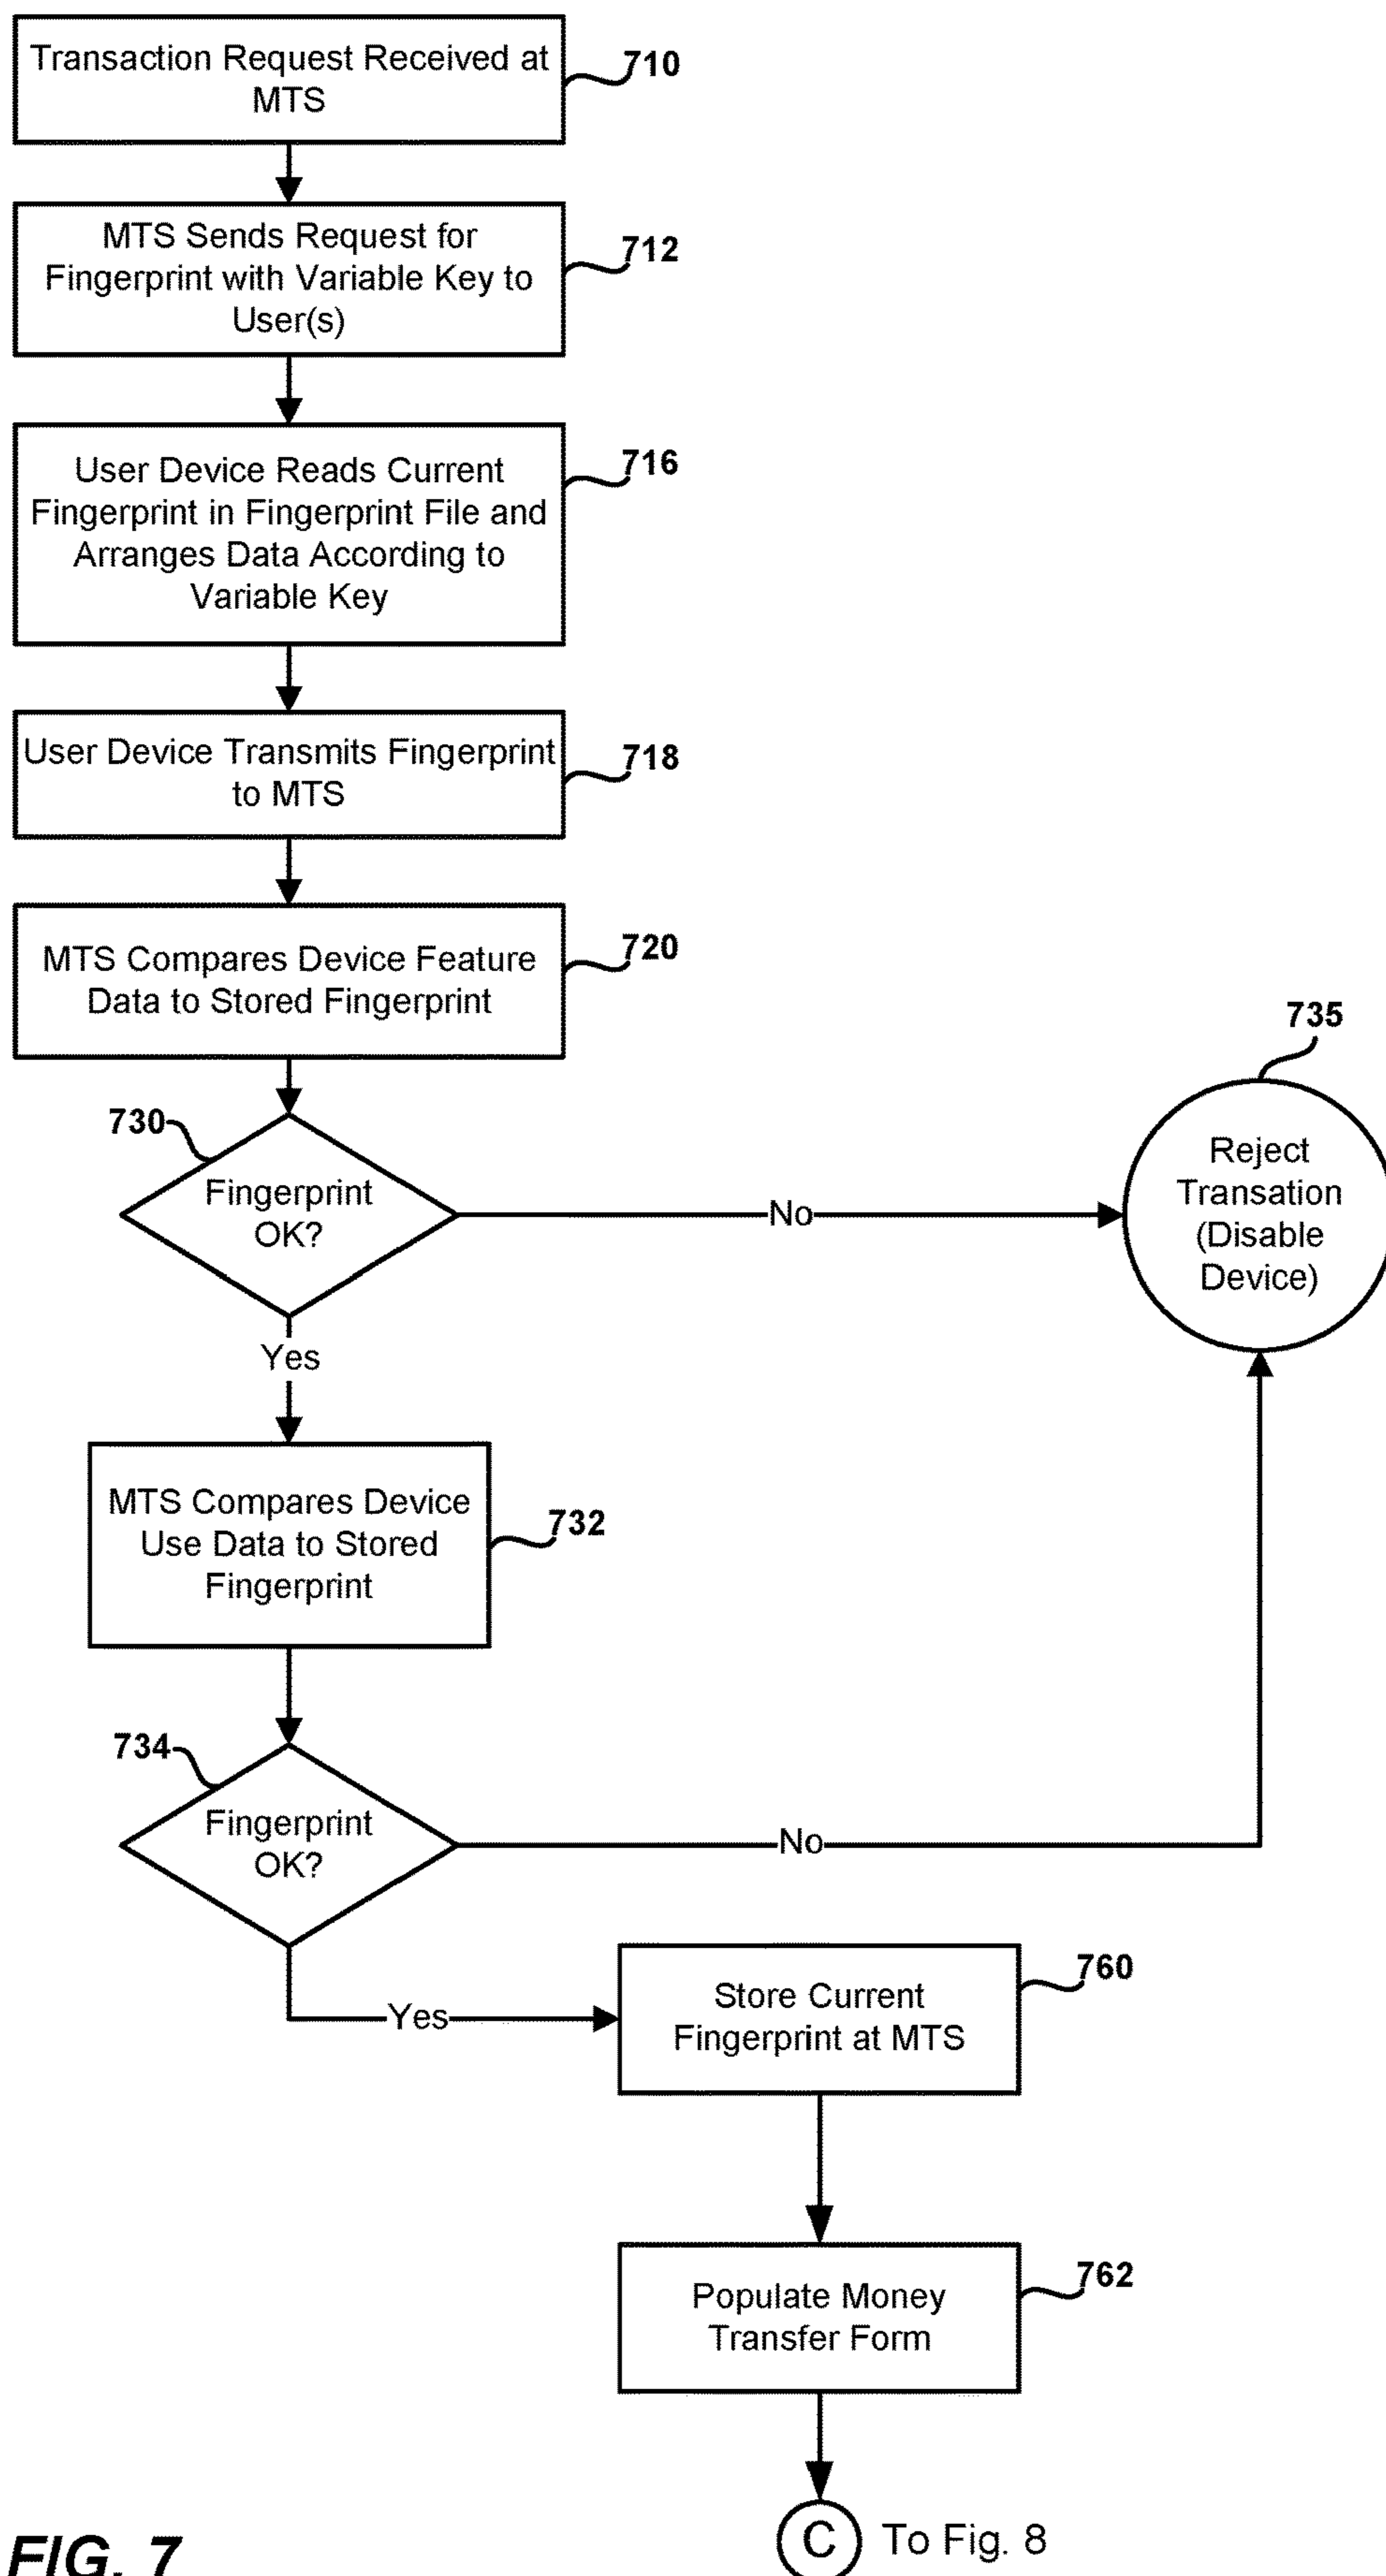 Transaction Request Received at
MTS
710
MTS Sends Request for
Fingerprint with Variable Key to
User(s)
712
User Device Reads Current
Fingerprint in Fingerprint File and
Arranges Data According to
Variable Key
716
User Device Transmits Fingerprint
to MTS
718
MTS Compares Device Feature
Data to Stored Fingerprint
720
735
730
Fingerprint
OK?
No
Reject
Transation
(Disable
Device)
Yes
MTS Compares Device
Use Data to Stored
Fingerprint
732
734
Fingerprint
OK?
No
Yes
Store Current
Fingerprint at MTS
760
Populate Money
Transfer Form
762
C To Fig. 8
FIG. 7